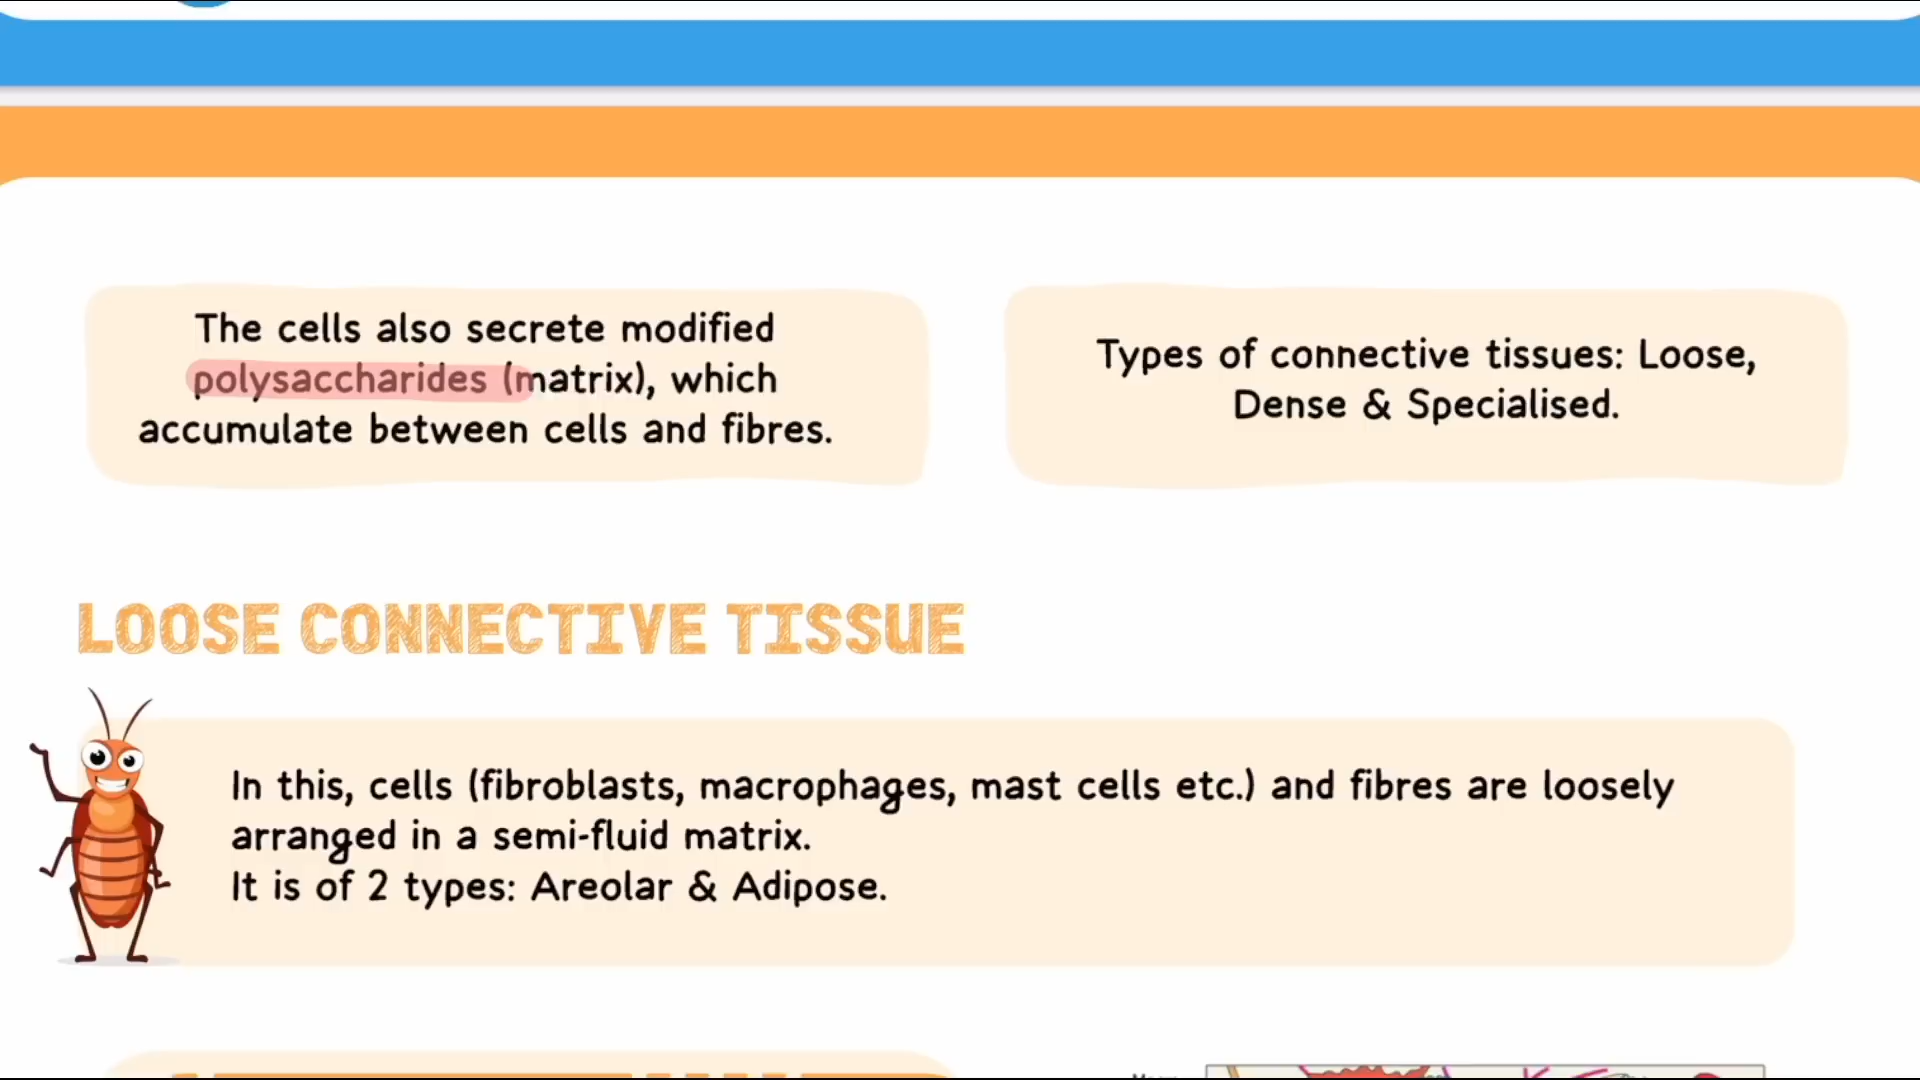 The cells also secrete modified
polysaccharides (matrix), which
accumulate between cells and fibres.
Types of connective tissues: Loose,
Dense & Specialised.
LOOSE CONNECTIVE TISSUE
In this, cells (fibroblasts, macrophages, mast cells etc.) and fibres are loosely
arranged in a semi-fluid matrix.
It is of 2 types: Areolar & Adipose.